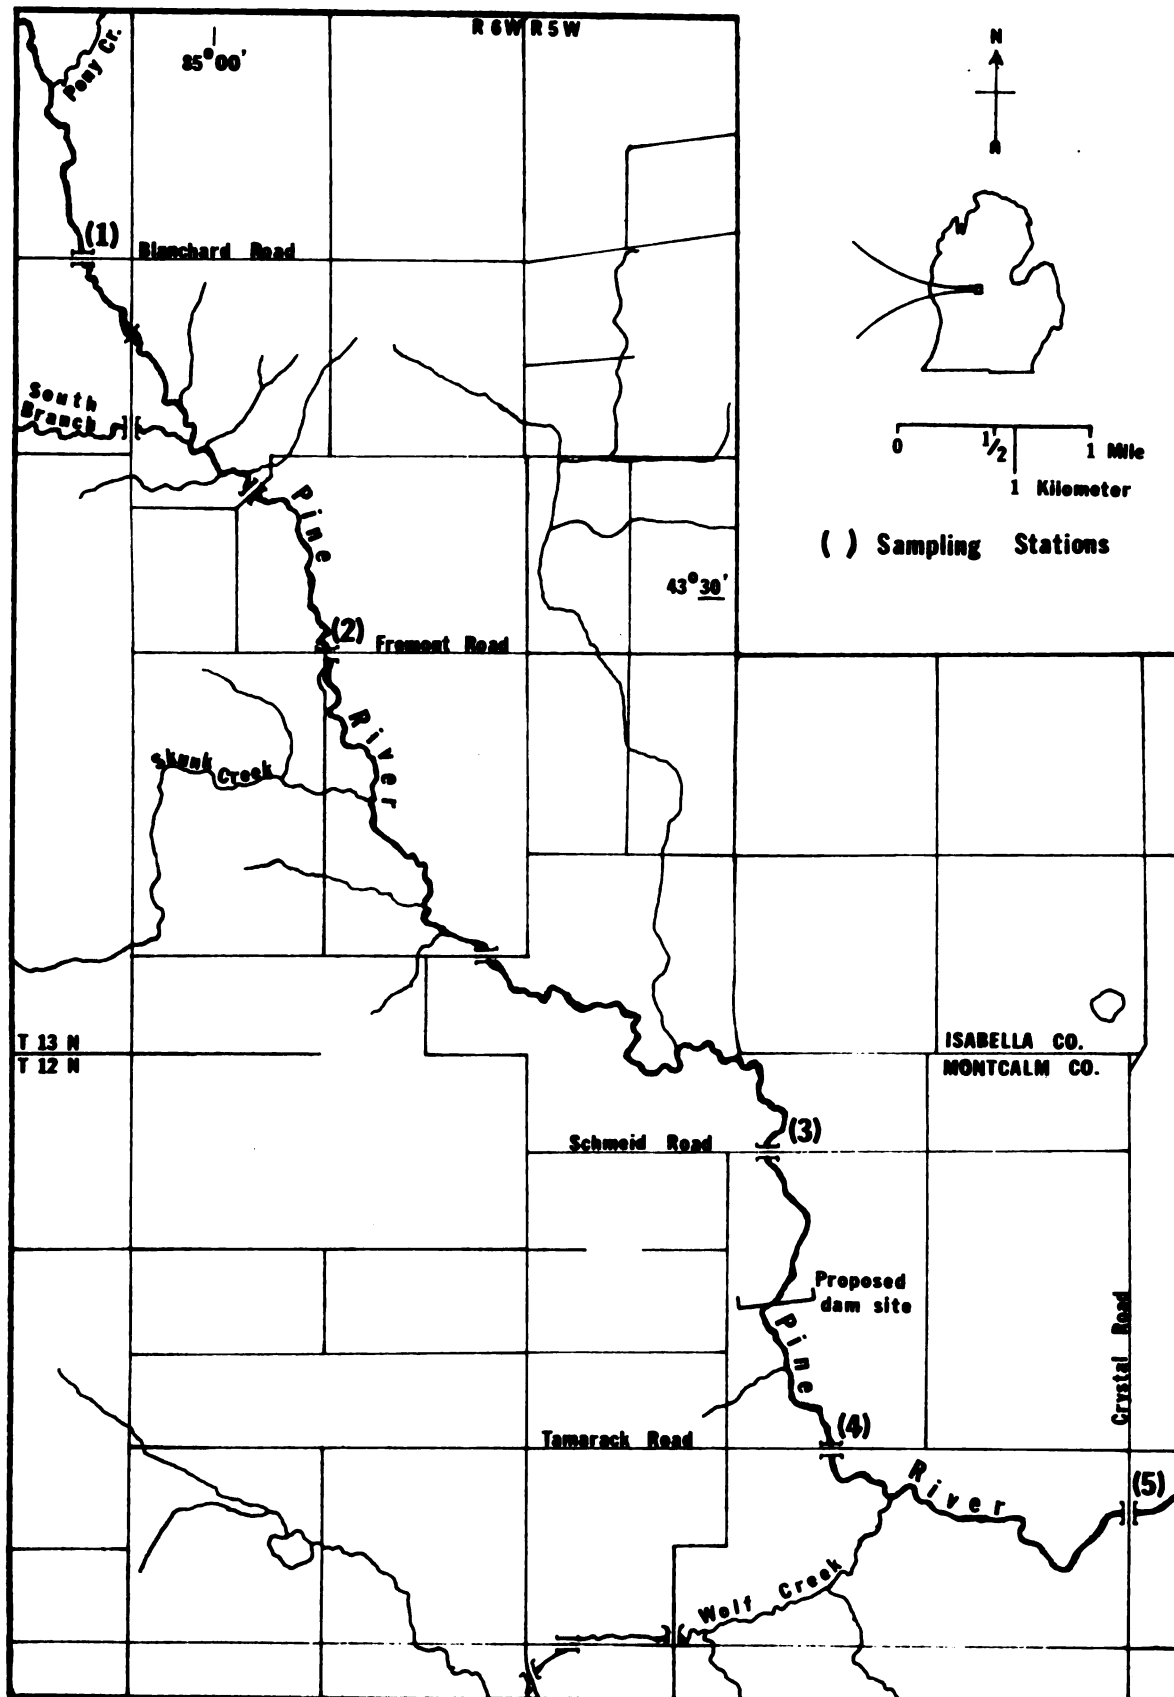 R 6W R 5W
N
Pony Cr.
85°00'
(1)
Blanchard Road
South
Branch
0 1/2 1 Mile
1 Kilometer
Pine
( ) Sampling Stations
43°30'
(2)
Fremont Road
River
Skunk Creek
T 13 N
T 12 N
ISABELLA CO.
MONTCALM CO.
(3)
Schmeid Road
Proposed
dam site
Pine
Crystal Road
(4)
Tamarack Road
River
(5)
Wolf Creek